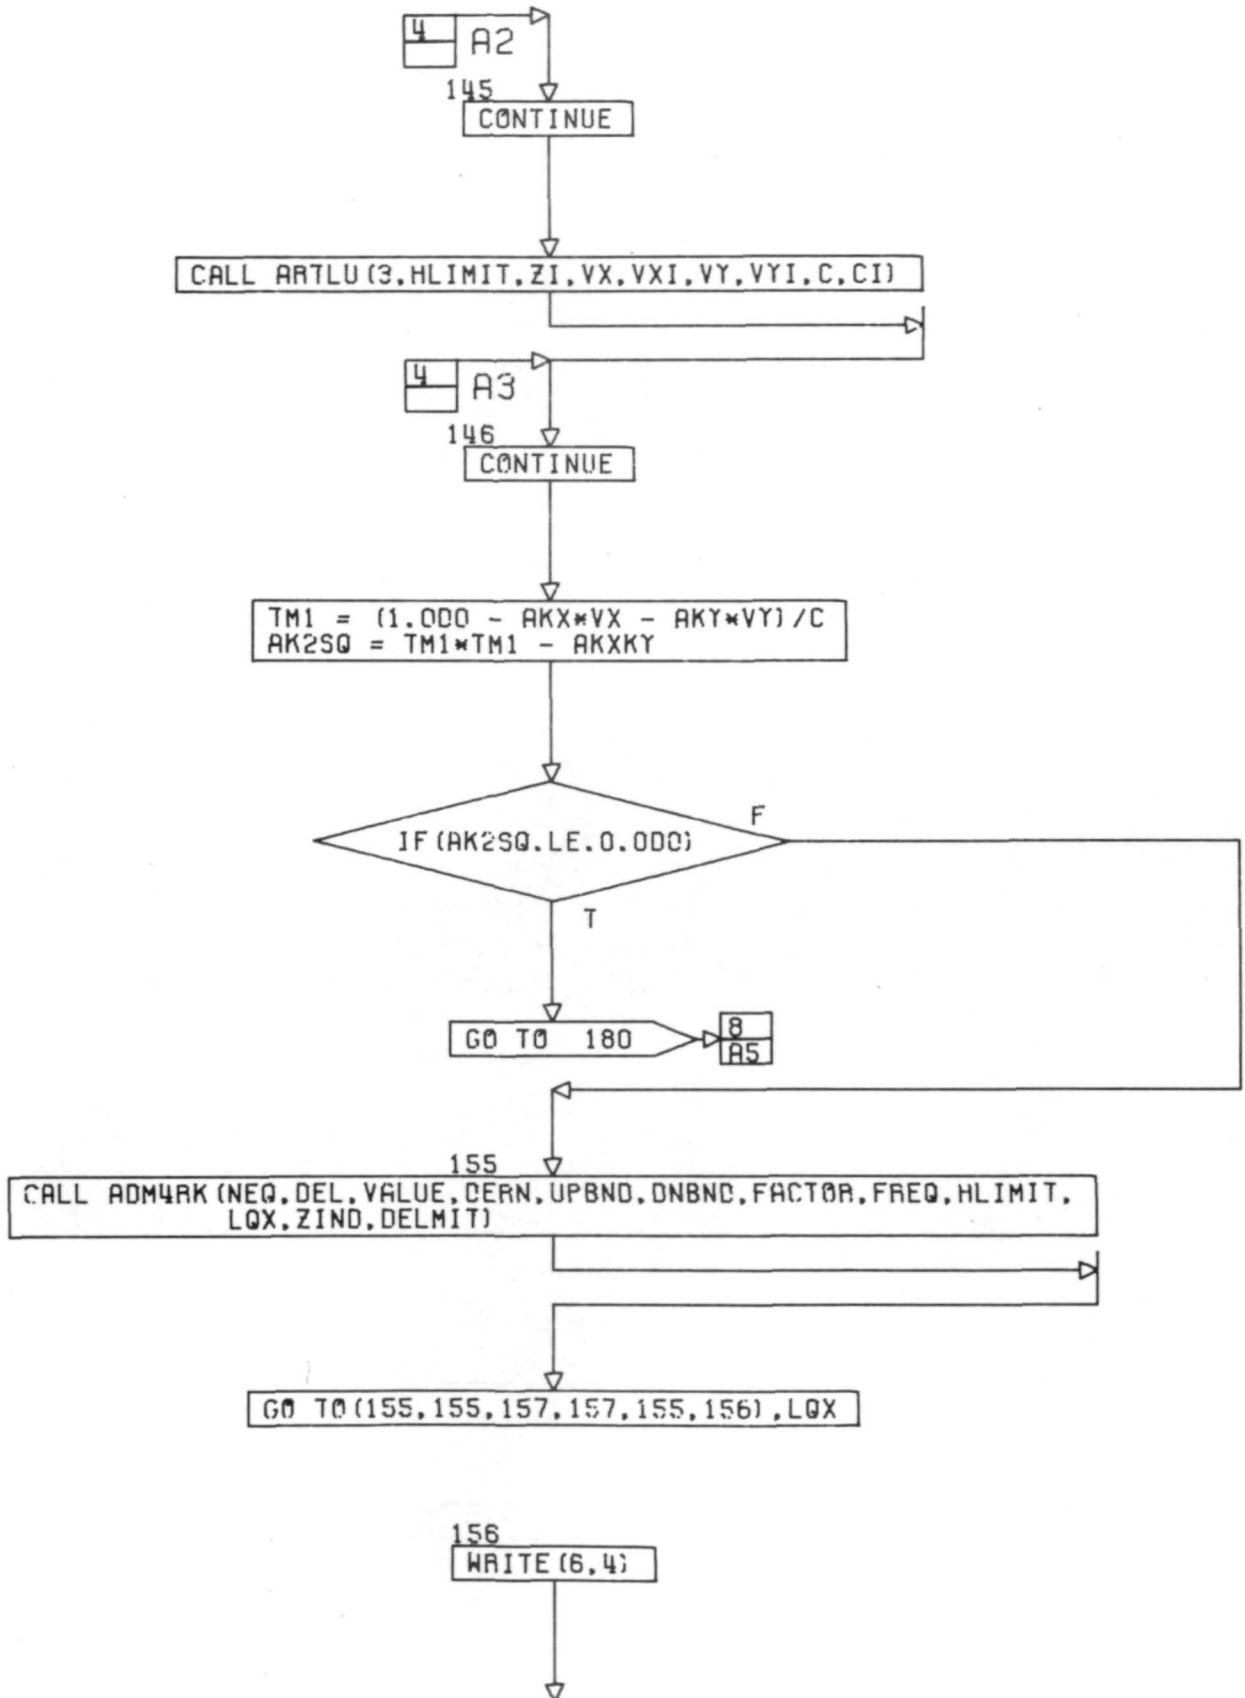 4
A2
145
CONTINUE
CALL ARTLU(3,HLIMIT,ZI,VX,VXI,VY,VYI,C,CI)
4
A3
146
CONTINUE
TM1 = (1.0D0 - AKX*VX - AKY*VY)/C
AK2SQ = TM1*TM1 - AKXKY
F
IF(AK2SQ.LE.0.0D0)
T
GO TO 180
8
A5
155
CALL ADM4RK(NEQ,DEL,VALUE,DERN,UPBND,DNBND,FACTOR,FREQ,HLIMIT,
LQX,ZIND,DELMIT)
GO TO(155,155,157,157,155,156),LQX
156
WRITE(6,4)